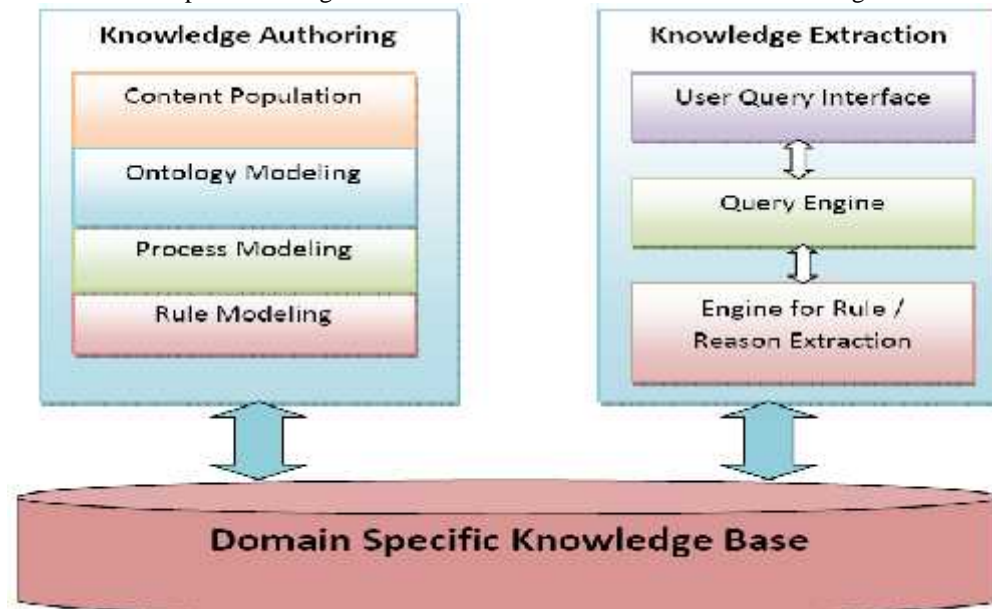 Knowledge Authoring
Content Population
Ontology Modeling
Process Modeling
Rule Modeling
Knowledge Extraction
User Query Interface
Query Engine
Engine for Rule /
Reason Extraction
Domain Specific Knowledge Base